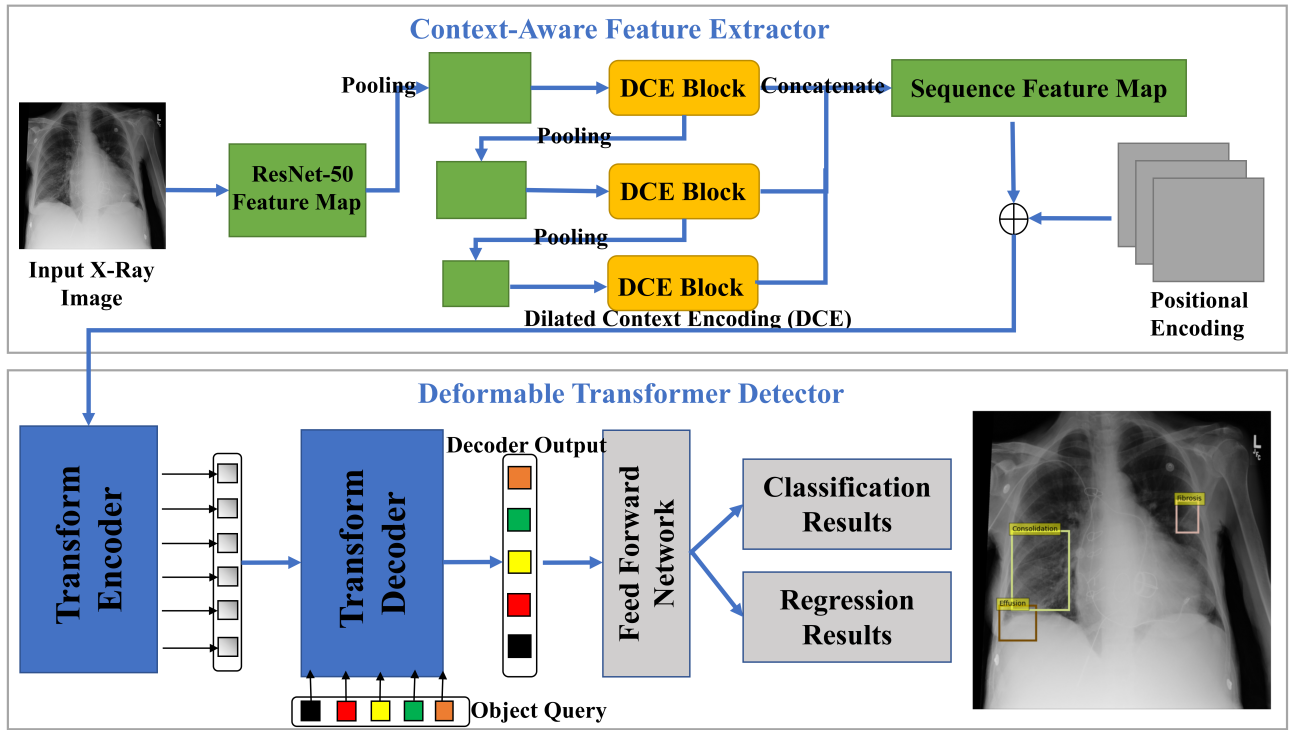 Context-Aware Feature Extractor
Pooling
DCE Block
Concatenate
Sequence Feature Map
Pooling
ResNet-50
Feature Map
DCE Block
Pooling
Input X-Ray
Image
DCE Block
Dilated Context Encoding (DCE)
Positional
Encoding
Deformable Transformer Detector
Transform
Encoder
Transform
Decoder
Decoder Output
Object Query
Feed Forward
Network
Classification
Results
Regression
Results
L
Fibrosis
Consolidation
Effusion